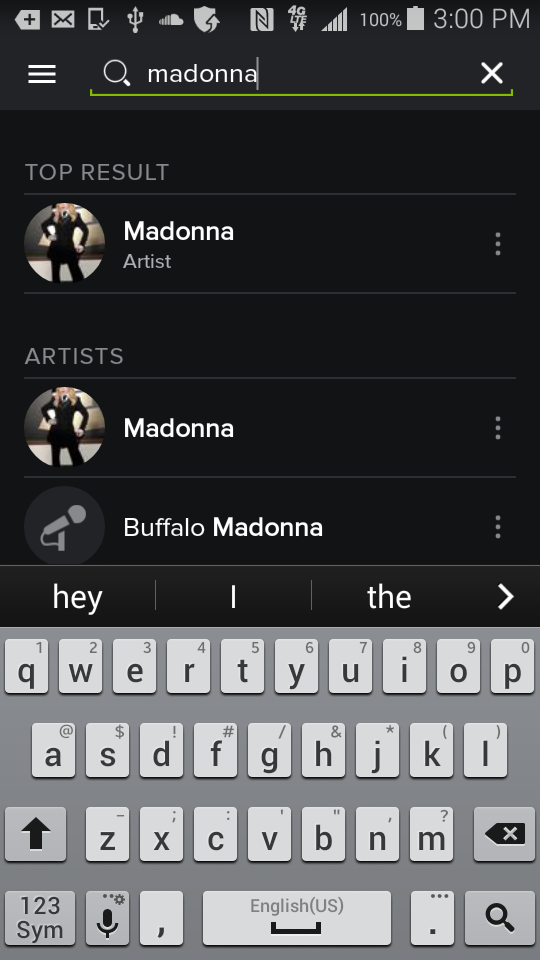 100% 3:00 PM
4G LTE
madonna
TOP RESULT
Madonna
Artist
ARTISTS
Madonna
Buffalo Madonna
hey I the
1 2 3 4 5 6 7 8 9 0
q w e r t y u i o p
@ $ ! # / & * ( )
a s d f g h j k l
_ ; : ' " , ?
z x c v b n m
123 English(US)
Sym , .